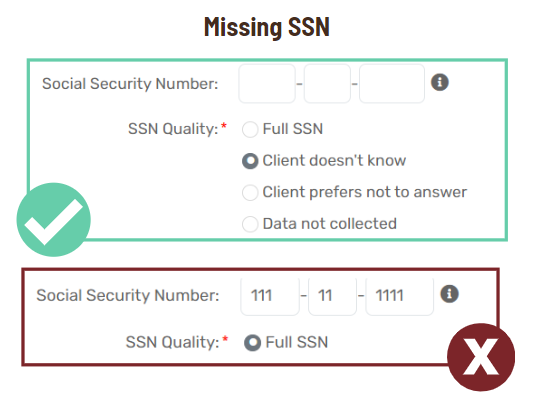 Missing SSN
Social Security Number: - -
SSN Quality:* Full SSN
Client doesn't know
Client prefers not to answer
Data not collected
Social Security Number: 111 - 11 - 1111
SSN Quality:* Full SSN
X